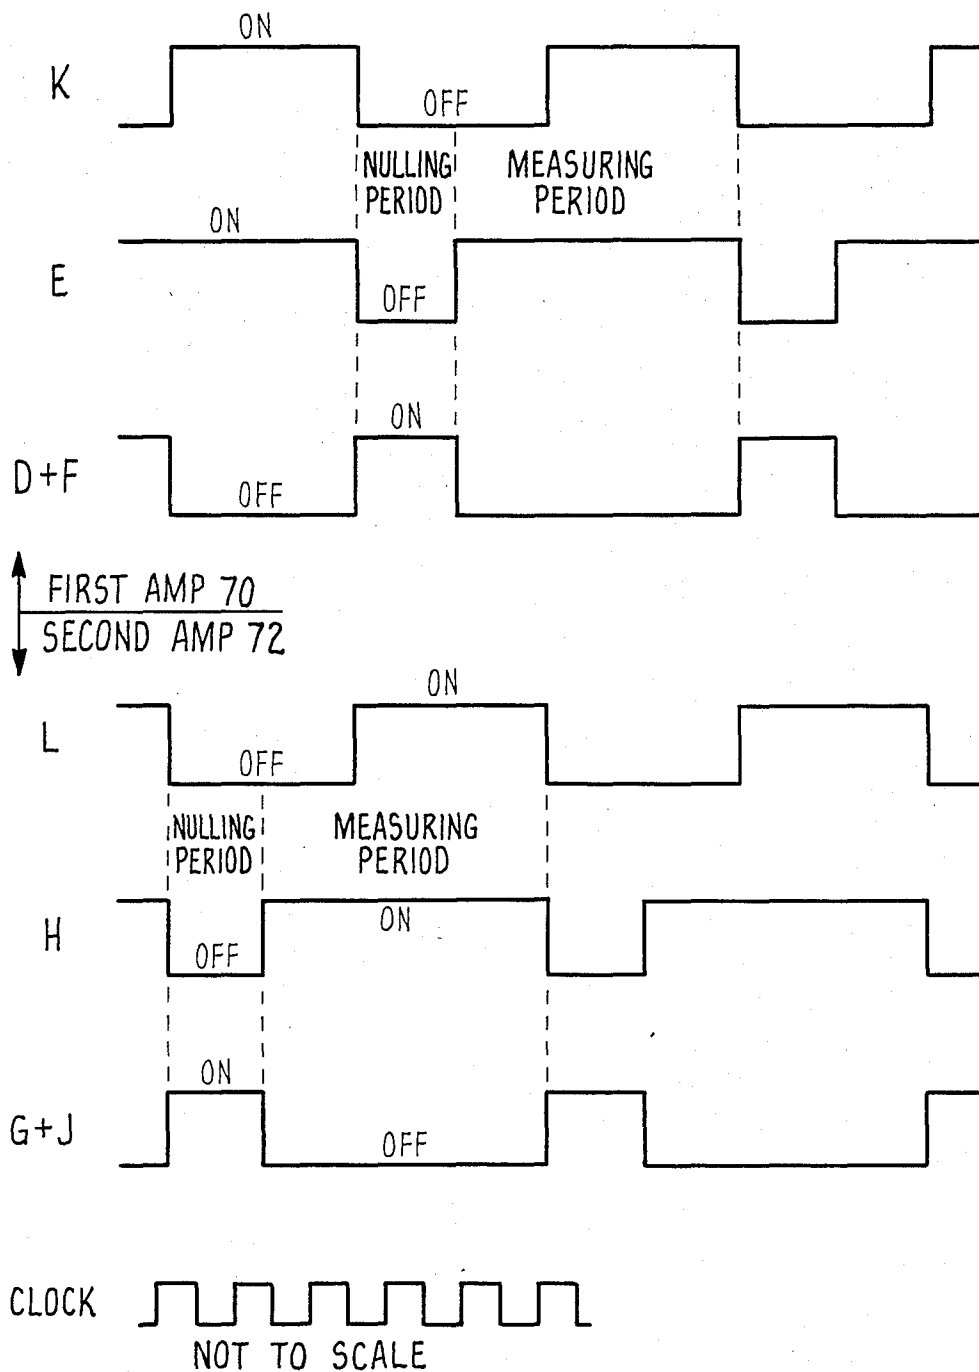 ON
K
OFF
NULLING
PERIOD
MEASURING
PERIOD
ON
E
OFF
ON
D+F
OFF
FIRST AMP 70
SECOND AMP 72
ON
L
OFF
NULLING
PERIOD
MEASURING
PERIOD
H
ON
OFF
ON
G+J
OFF
CLOCK
NOT TO SCALE